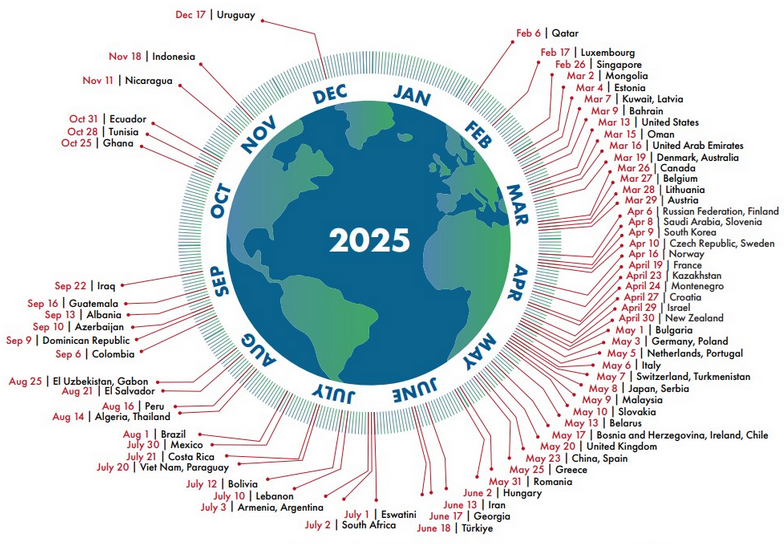 Dec 17 | Uruguay
Nov 18 | Indonesia
Nov 11 | Nicaragua
Oct 31 | Ecuador
Oct 28 | Tunisia
Oct 25 | Ghana
Sep 22 | Iraq
Sep 16 | Guatemala
Sep 13 | Albania
Sep 10 | Azerbaijan
Sep 9 | Dominican Republic
Sep 6 | Colombia
Aug 25 | El Uzbekistan, Gabon
Aug 21 | El Salvador
Aug 16 | Peru
Aug 14 | Algeria, Thailand
Aug 1 | Brazil
July 30 | Mexico
July 21 | Costa Rica
July 20 | Viet Nam, Paraguay
July 12 | Bolivia
July 10 | Lebanon
July 3 | Armenia, Argentina
July 2 | South Africa
July 1 | Eswatini
JAN
FEB
MAR
APR
MAY
JUNE
JULY
AUG
SEP
OCT
NOV
DEC
2025
Feb 6 | Qatar
Feb 17 | Luxembourg
Feb 26 | Singapore
Mar 2 | Mongolia
Mar 4 | Estonia
Mar 7 | Kuwait, Latvia
Mar 9 | Bahrain
Mar 13 | United States
Mar 15 | Oman
Mar 16 | United Arab Emirates
Mar 19 | Denmark, Australia
Mar 26 | Canada
Mar 27 | Belgium
Mar 28 | Lithuania
Mar 29 | Austria
Apr 6 | Russian Federation, Finland
Apr 8 | Saudi Arabia, Slovenia
Apr 9 | South Korea
Apr 10 | Czech Republic, Sweden
Apr 16 | Norway
April 19 | France
April 23 | Kazakhstan
April 24 | Montenegro
April 27 | Croatia
April 29 | Israel
April 30 | New Zealand
May 1 | Bulgaria
May 3 | Germany, Poland
May 5 | Netherlands, Portugal
May 6 | Italy
May 7 | Switzerland, Turkmenistan
May 8 | Japan, Serbia
May 9 | Malaysia
May 10 | Slovakia
May 13 | Belarus
May 17 | Bosnia and Herzegovina, Ireland, Chile
May 20 | United Kingdom
May 23 | China, Spain
May 25 | Greece
May 31 | Romania
June 2 | Hungary
June 13 | Iran
June 17 | Georgia
June 18 | Türkiye